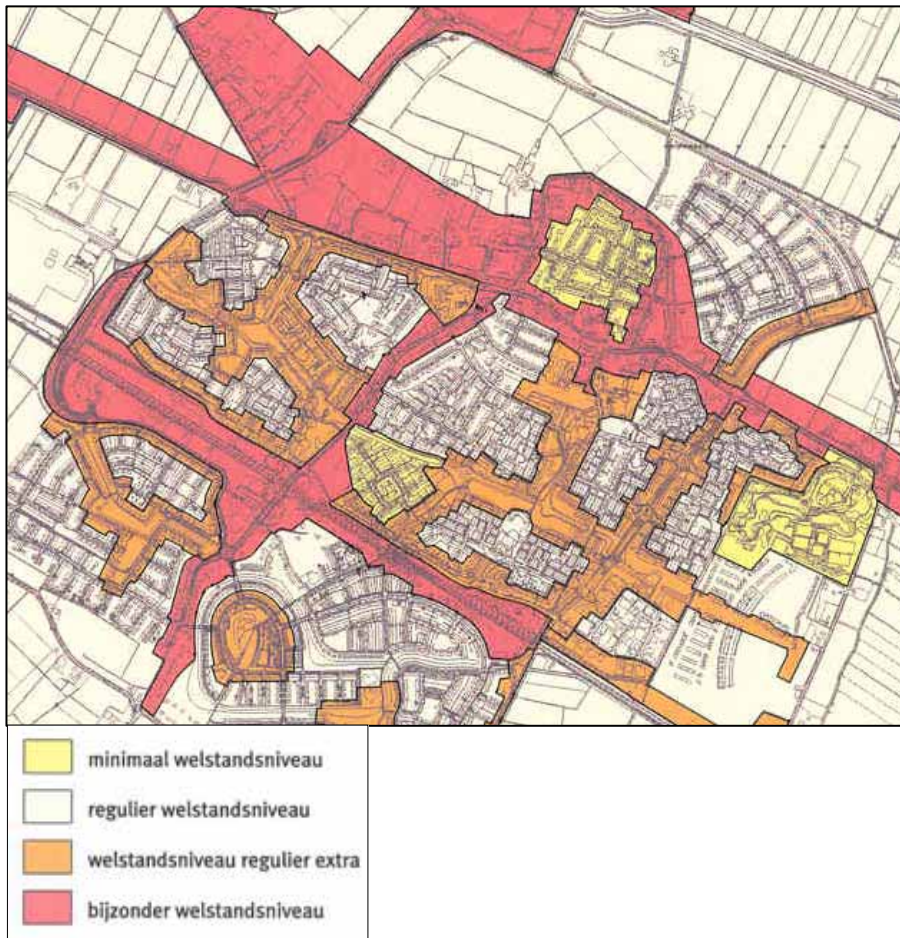 minimaal welstandsniveau
regulier welstandsniveau
welstandsniveau regulier extra
bijzonder welstandsniveau